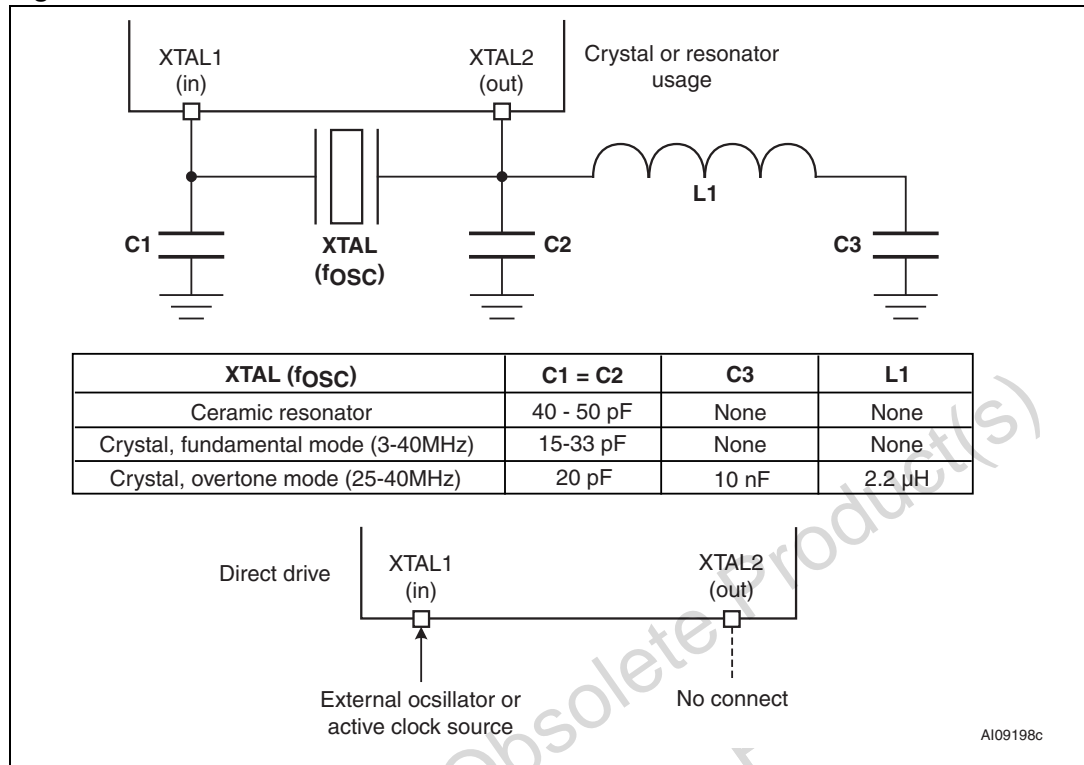 XTAL1
(in)
XTAL2
(out)
Crystal or resonator
usage
L1
C1
XTAL
(fOSC)
C2
C3
XTAL (fOSC) C1 = C2 C3 L1
Ceramic resonator 40 - 50 pF None None
Crystal, fundamental mode (3-40MHz) 15-33 pF None None
Crystal, overtone mode (25-40MHz) 20 pF 10 nF 2.2 µH
Direct drive
XTAL1
(in)
XTAL2
(out)
External ocsillator or
active clock source
No connect
AI09198c
Obsolete Product(s)